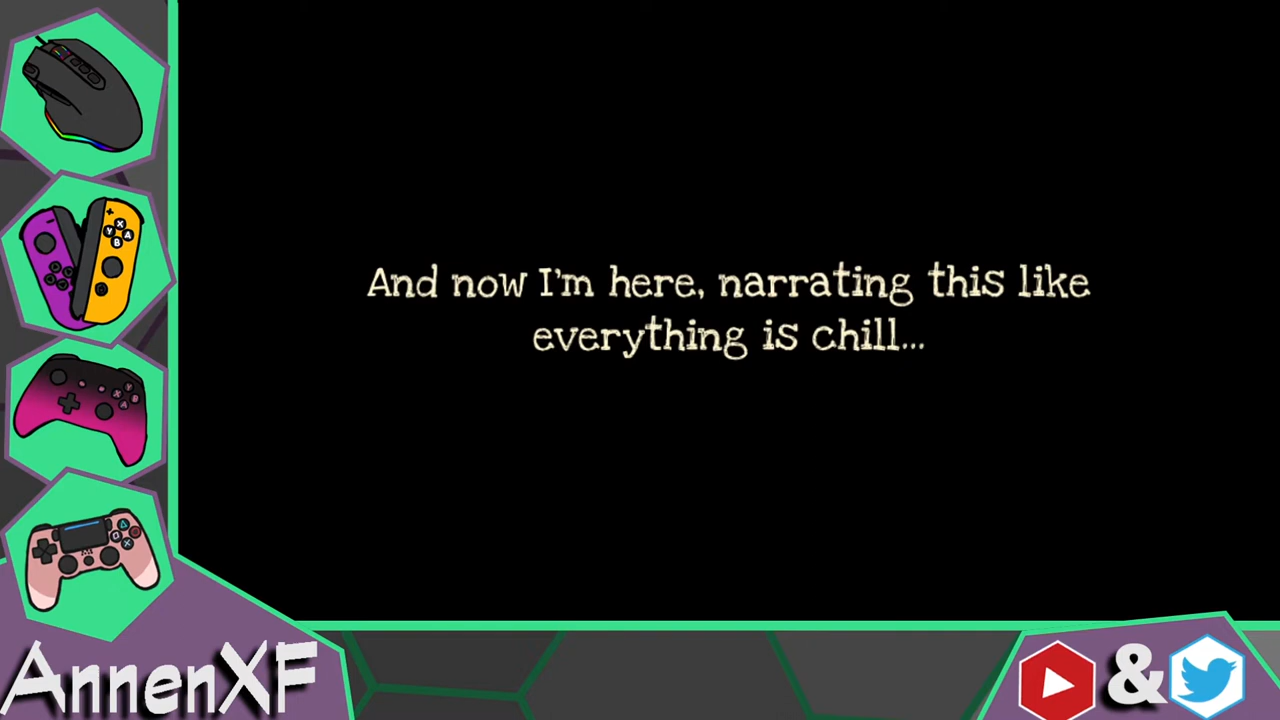 And now I'm here, narrating this like
everything is chill...
AnnenXF
&